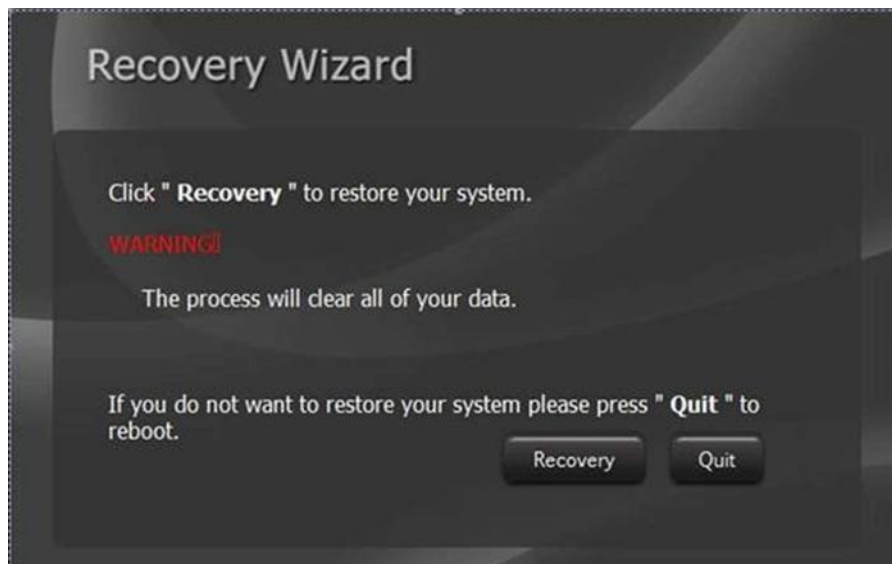 Recovery Wizard
Click " Recovery " to restore your system.
WARNING
The process will clear all of your data.
If you do not want to restore your system please press " Quit " to
reboot.
Recovery Quit